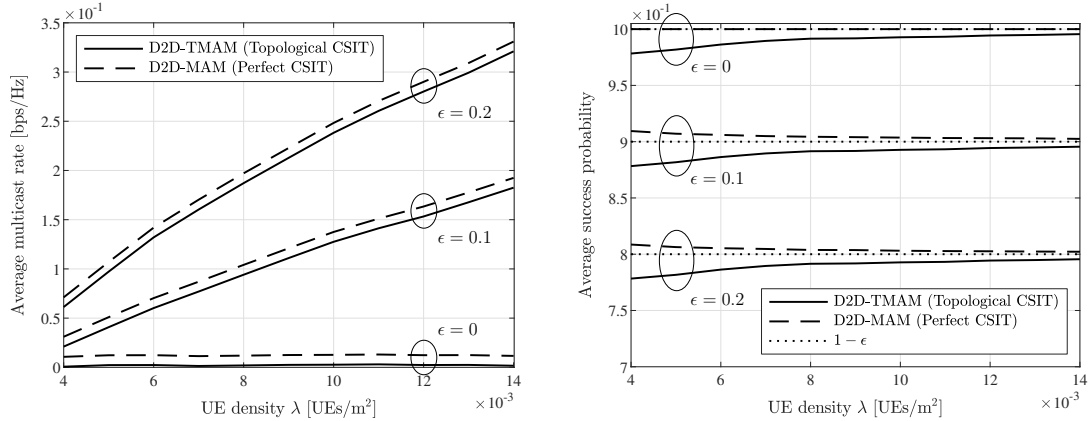 ×10⁻¹
3.5
3
2.5
2
1.5
1
0.5
0
Average multicast rate [bps/Hz]
D2D-TMAM (Topological CSIT)
D2D-MAM (Perfect CSIT)
ϵ = 0.2
ϵ = 0.1
ϵ = 0
4 6 8 10 12 14
UE density λ [UEs/m²]
×10⁻³
×10⁻¹
10
9.5
9
8.5
8
7.5
7
Average success probability
ϵ = 0
ϵ = 0.1
ϵ = 0.2
D2D-TMAM (Topological CSIT)
D2D-MAM (Perfect CSIT)
1 − ϵ
4 6 8 10 12 14
UE density λ [UEs/m²]
×10⁻³